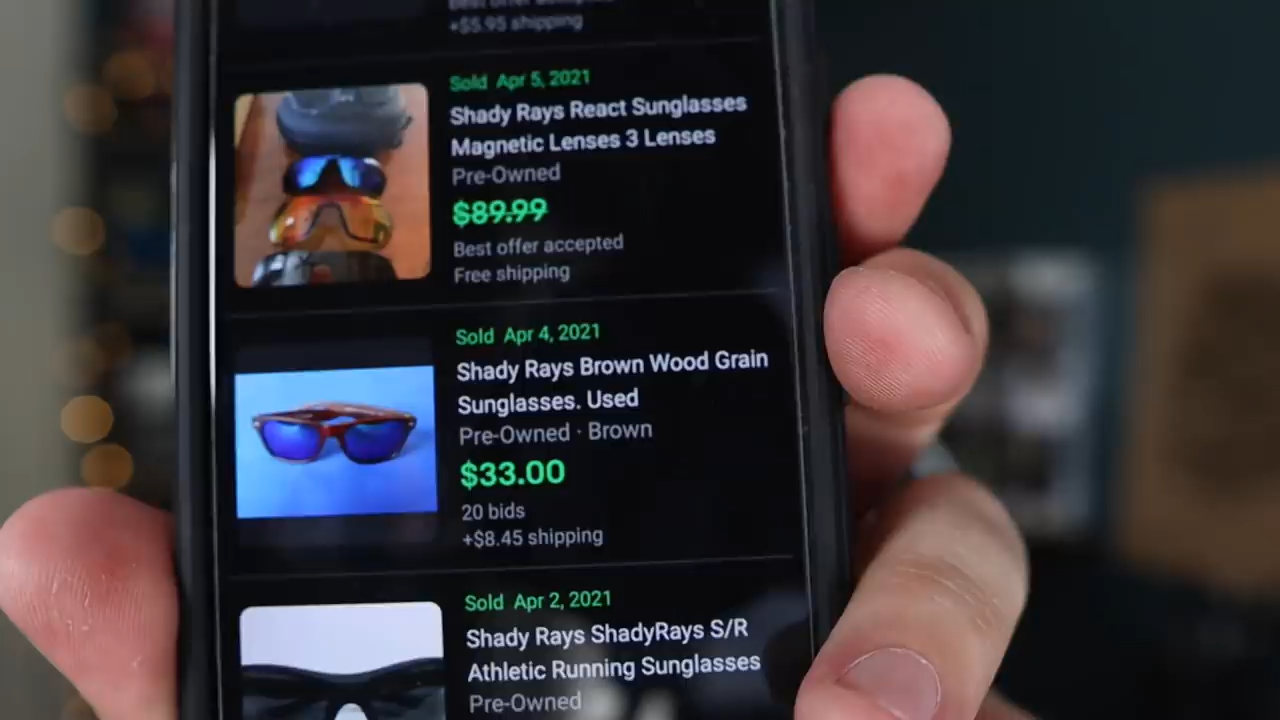 Best offer accepted
+$5.95 shipping
Sold Apr 5, 2021
Shady Rays React Sunglasses
Magnetic Lenses 3 Lenses
Pre-Owned
$89.99
Best offer accepted
Free shipping
Sold Apr 4, 2021
Shady Rays Brown Wood Grain
Sunglasses. Used
Pre-Owned · Brown
$33.00
20 bids
+$8.45 shipping
Sold Apr 2, 2021
Shady Rays ShadyRays S/R
Athletic Running Sunglasses
Pre-Owned